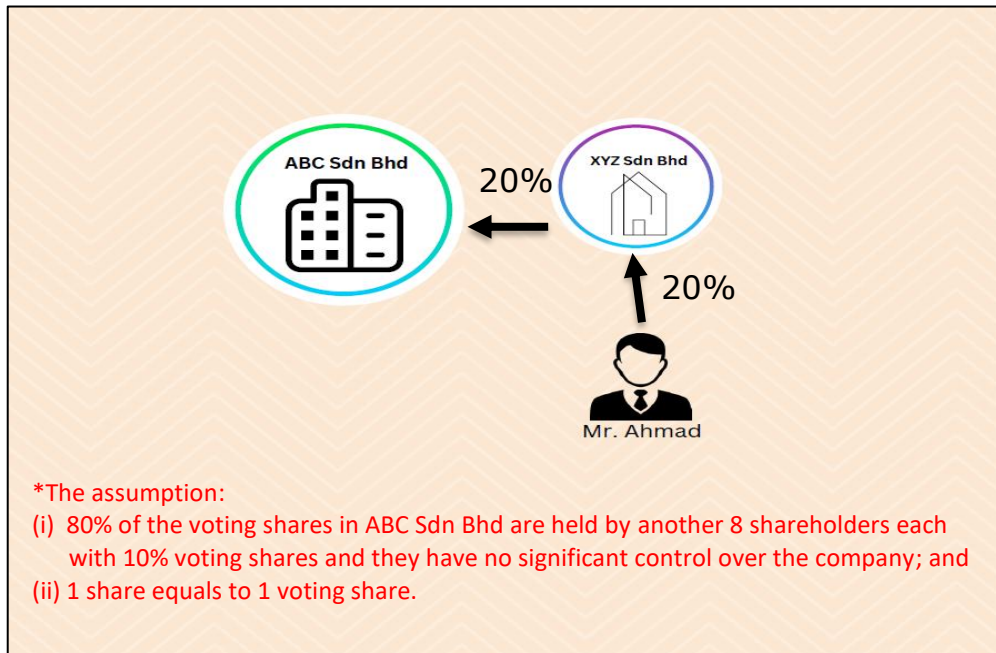 ABC Sdn Bhd
XYZ Sdn Bhd
20%
20%
Mr. Ahmad
*The assumption:
(i) 80% of the voting shares in ABC Sdn Bhd are held by another 8 shareholders each
with 10% voting shares and they have no significant control over the company; and
(ii) 1 share equals to 1 voting share.